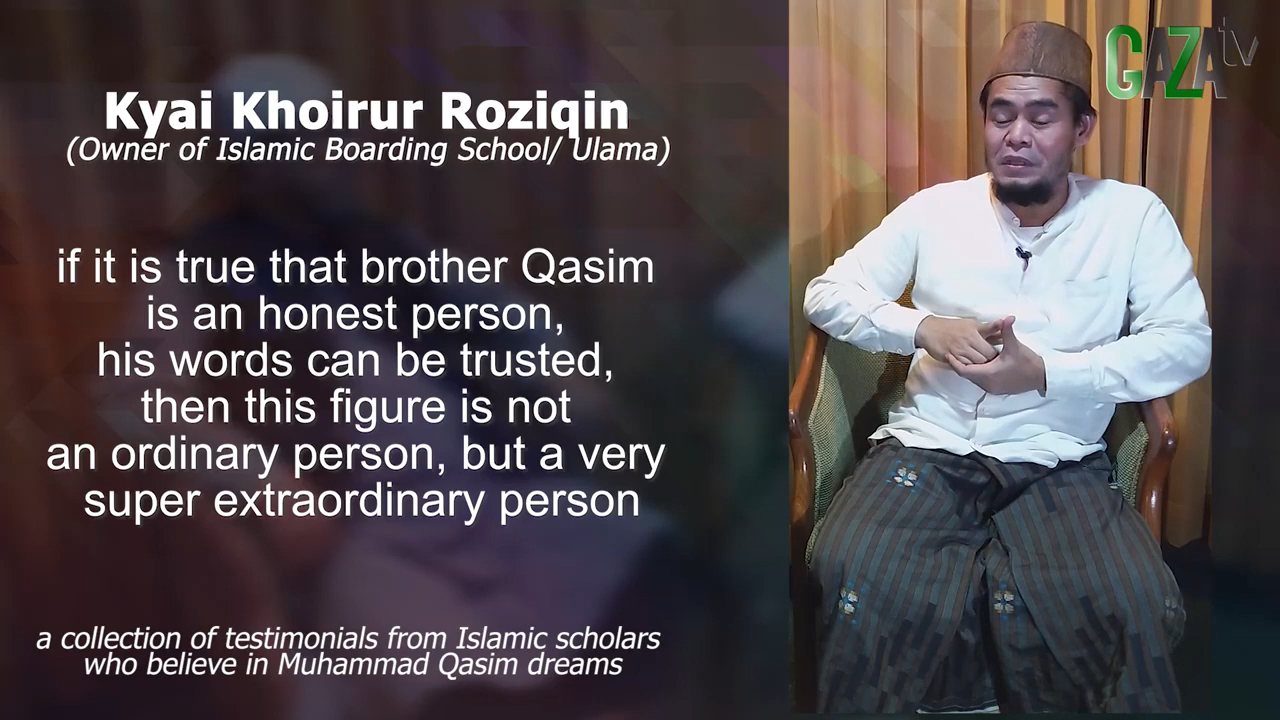 GAZAtv
Kyai Khoirur Roziqin
(Owner of Islamic Boarding School/ Ulama)
if it is true that brother Qasim
is an honest person,
his words can be trusted,
then this figure is not
an ordinary person, but a very
super extraordinary person
a collection of testimonials from Islamic scholars
who believe in Muhammad Qasim dreams